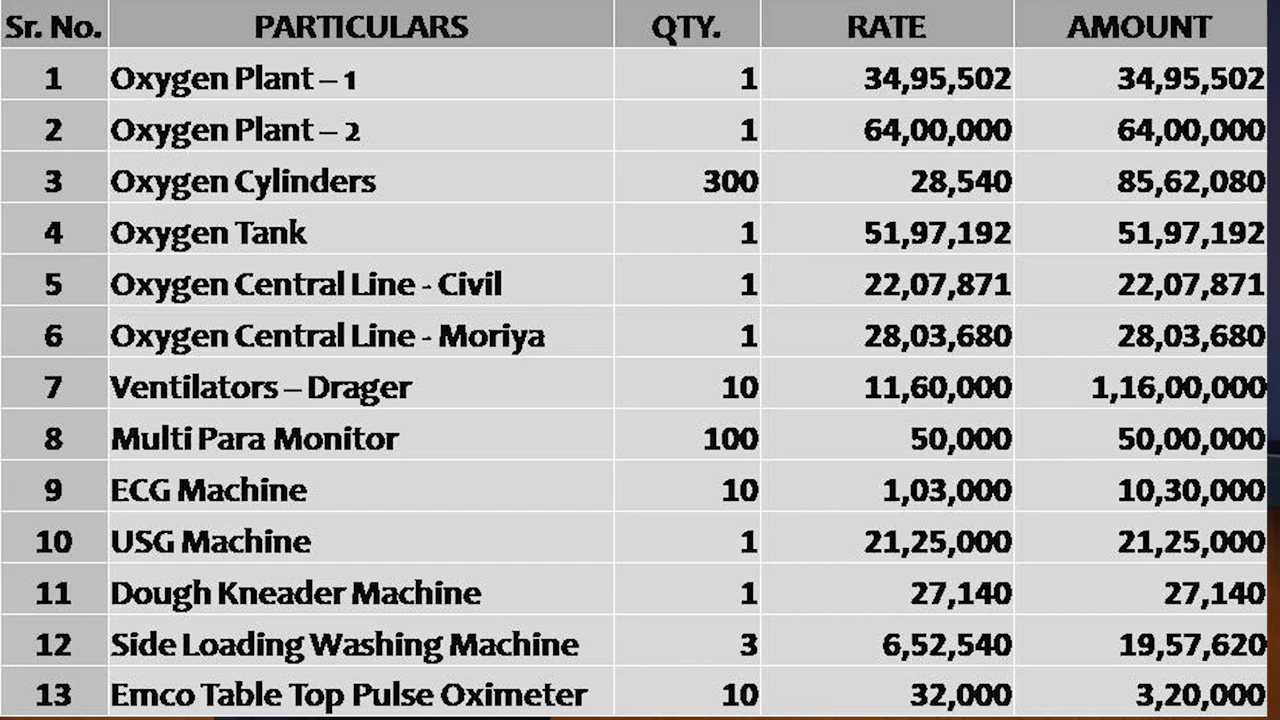 Sr. No. PARTICULARS QTY. RATE AMOUNT
1 Oxygen Plant – 1 1 34,95,502 34,95,502
2 Oxygen Plant – 2 1 64,00,000 64,00,000
3 Oxygen Cylinders 300 28,540 85,62,080
4 Oxygen Tank 1 51,97,192 51,97,192
5 Oxygen Central Line - Civil 1 22,07,871 22,07,871
6 Oxygen Central Line - Moriya 1 28,03,680 28,03,680
7 Ventilators – Drager 10 11,60,000 1,16,00,000
8 Multi Para Monitor 100 50,000 50,00,000
9 ECG Machine 10 1,03,000 10,30,000
10 USG Machine 1 21,25,000 21,25,000
11 Dough Kneader Machine 1 27,140 27,140
12 Side Loading Washing Machine 3 6,52,540 19,57,620
13 Emco Table Top Pulse Oximeter 10 32,000 3,20,000